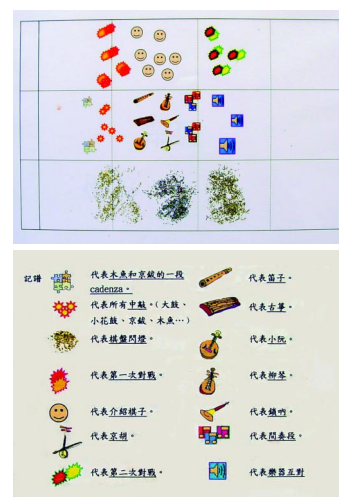 記譜
代表木魚和京鈸的一段
cadenza。
代表所有中敲。(大鼓、
小花鼓、京鈸、木魚…)
代表棋盤閃燈。
代表第一次對戰。
代表介紹棋子。
代表京胡。
代表第二次對戰。
代表笛子。
代表古箏。
代表小阮。
代表柳琴。
代表鎖吶。
代表間奏段。
代表樂器互對